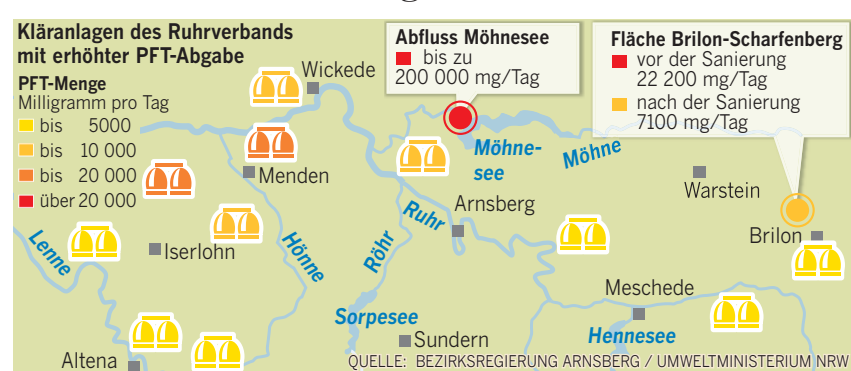 Kläranlagen des Ruhrverbands
mit erhöhter PFT-Abgabe
PFT-Menge
Milligramm pro Tag
bis 5000
bis 10 000
bis 20 000
über 20 000
Abfluss Möhnesee
bis zu
200 000 mg/Tag
Fläche Brilon-Scharfenberg
vor der Sanierung
22 200 mg/Tag
nach der Sanierung
7100 mg/Tag
Wickede
Möhne-
see
Möhne
Menden
Warstein
Arnsberg
Ruhr
Lenne
Iserlohn
Hönne
Röhr
Brilon
Meschede
Sorpesee
Hennesee
Sundern
Altena
QUELLE: BEZIRKSREGIERUNG ARNSBERG / UMWELTMINISTERIUM NRW